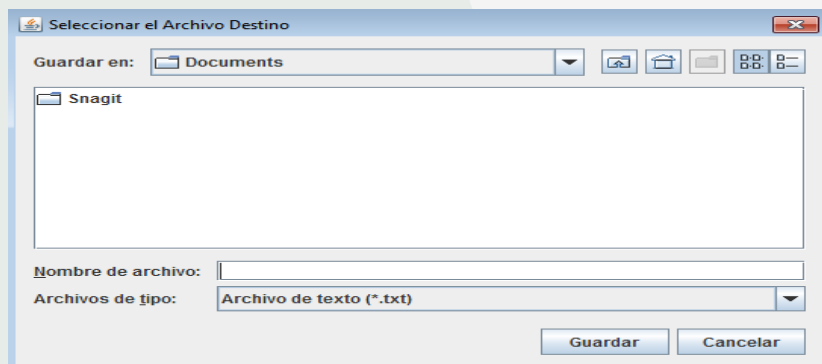 Seleccionar el Archivo Destino
Guardar en: Documents
Snagit
Nombre de archivo:
Archivos de tipo: Archivo de texto (*.txt)
Guardar Cancelar